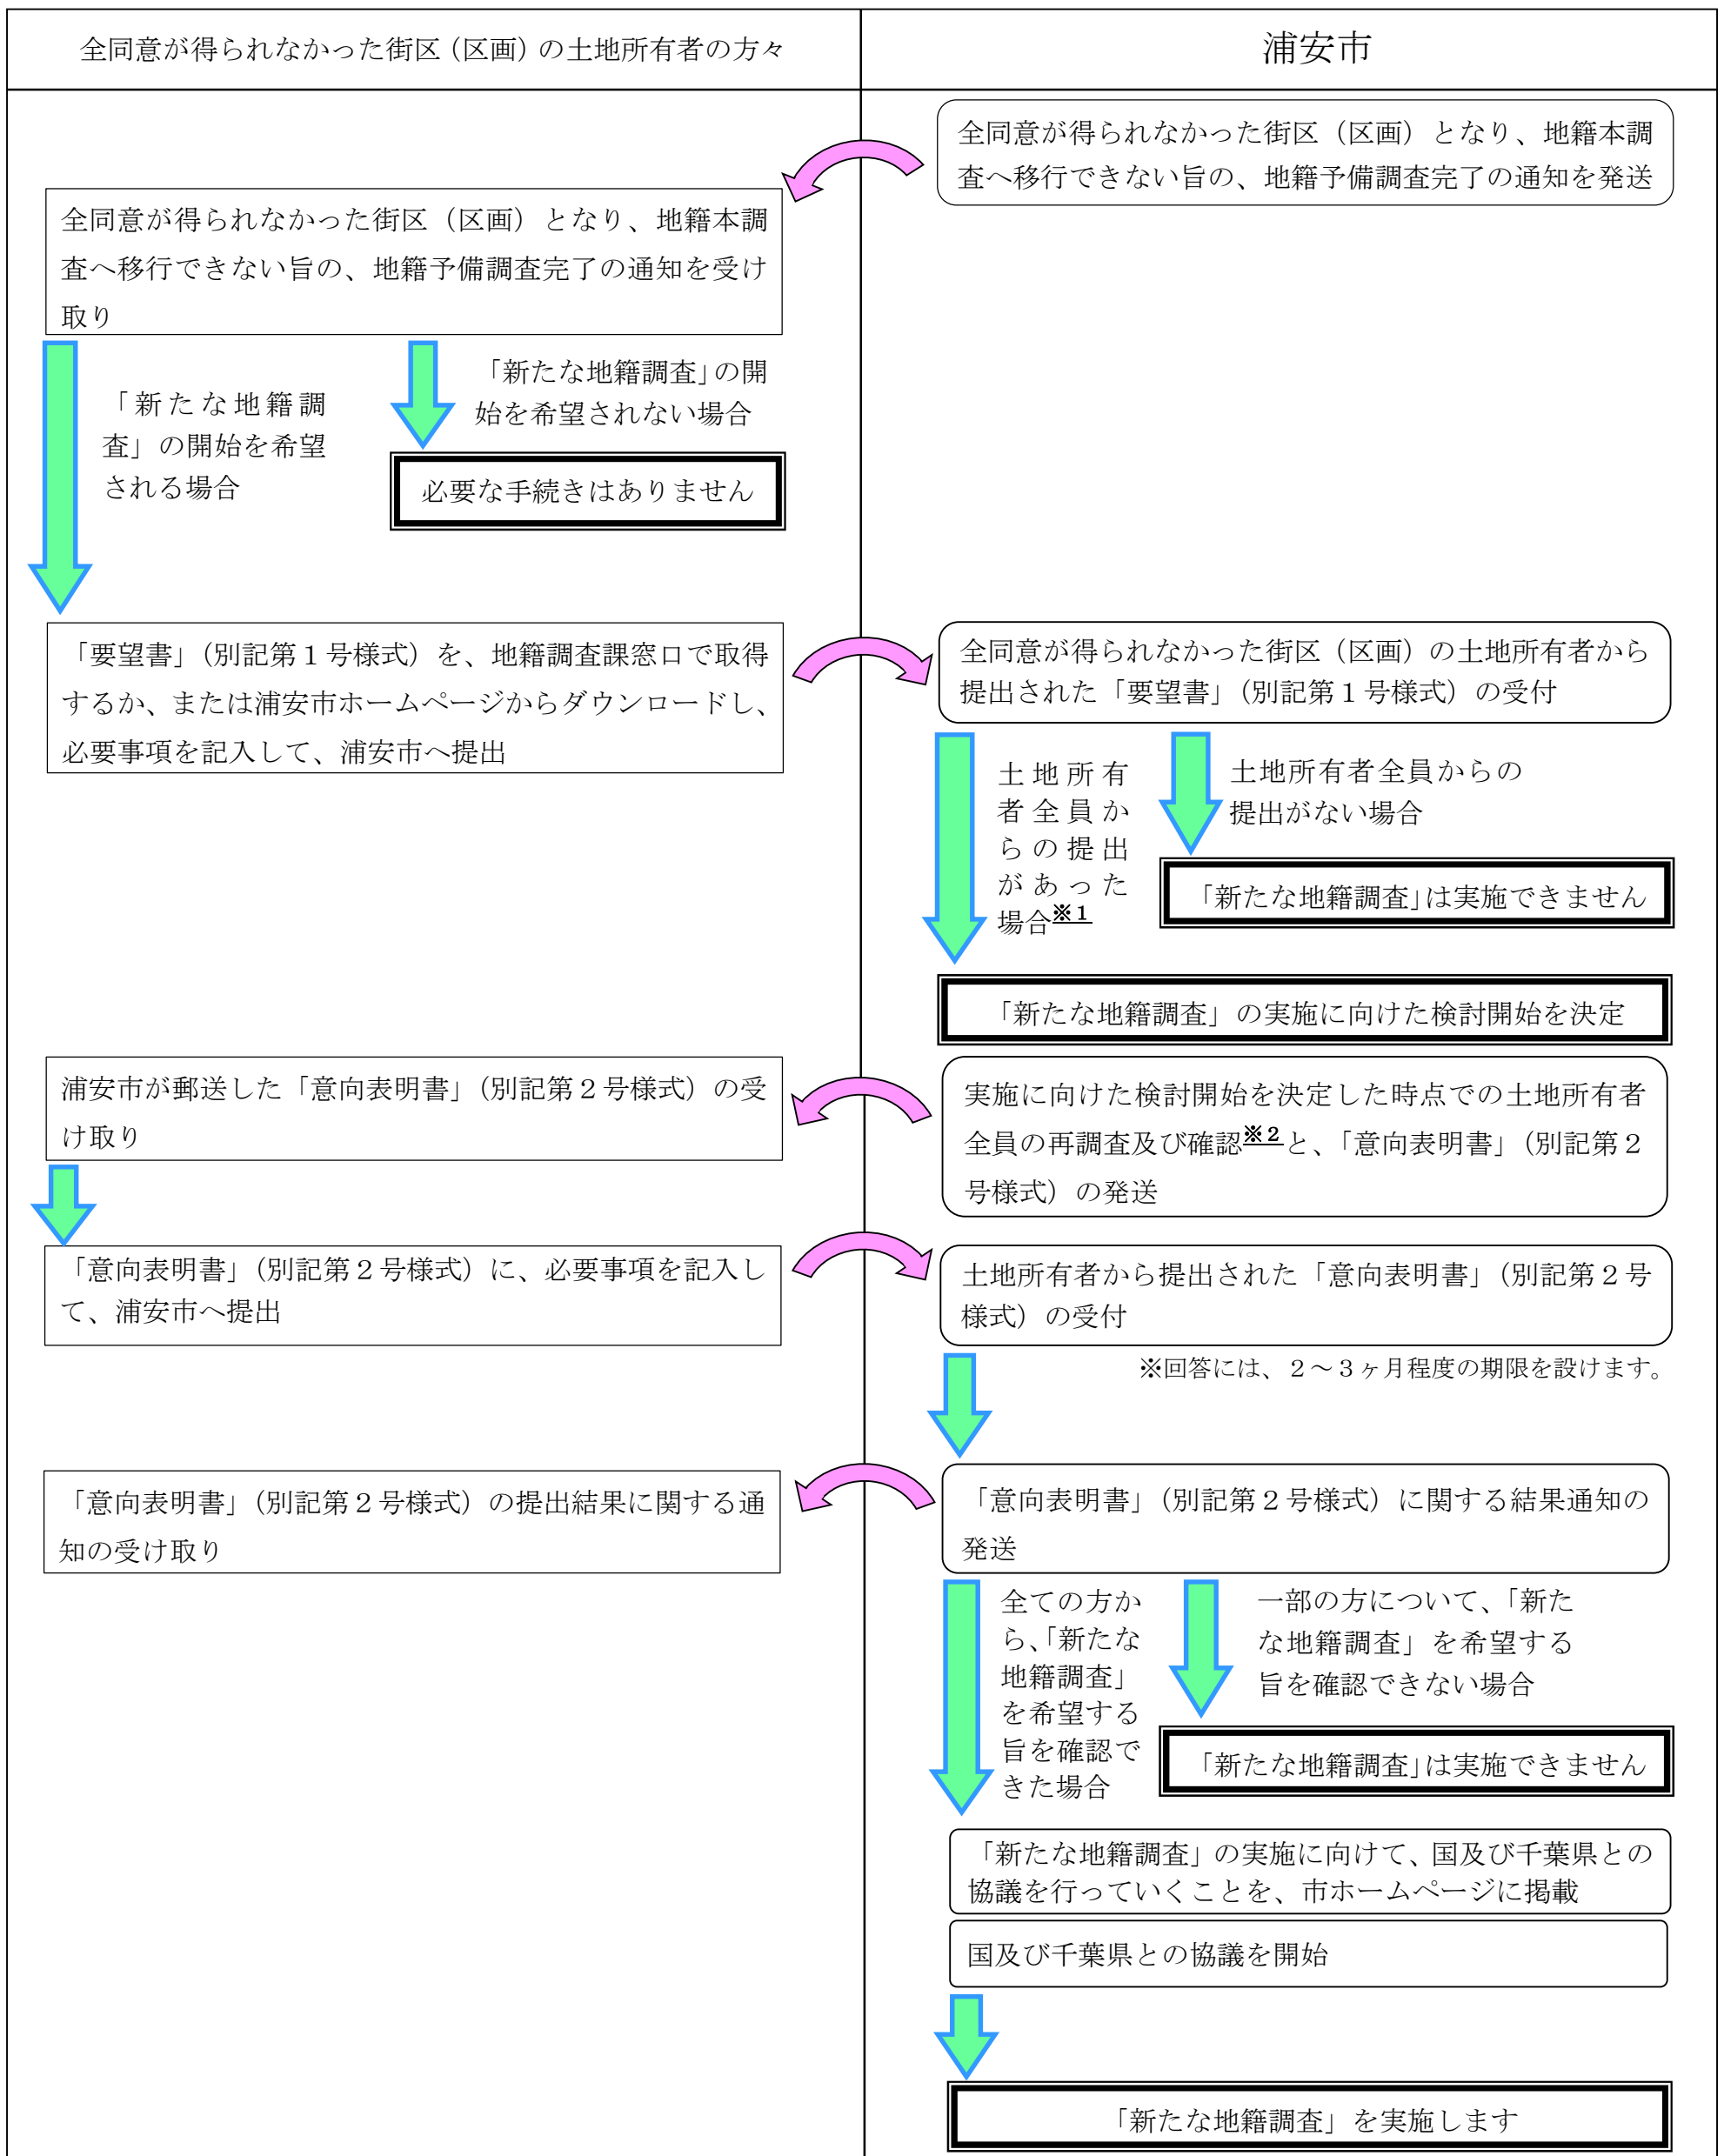 全同意が得られなかった街区（区画）の土地所有者の方々
浦安市
全同意が得られなかった街区（区画）となり、地籍本調
査へ移行できない旨の、地籍予備調査完了の通知を発送
全同意が得られなかった街区（区画）となり、地籍本調
査へ移行できない旨の、地籍予備調査完了の通知を受け
取り
「新たな地籍調
査」の開始を希望
される場合
「新たな地籍調査」の開
始を希望されない場合
必要な手続きはありません
「要望書」（別記第１号様式）を、地籍調査課窓口で取得
するか、または浦安市ホームページからダウンロードし、
必要事項を記入して、浦安市へ提出
全同意が得られなかった街区（区画）の土地所有者から
提出された「要望書」（別記第１号様式）の受付
土地所有
者全員か
らの提出
があった
場合※１
土地所有者全員からの
提出がない場合
「新たな地籍調査」は実施できません
「新たな地籍調査」の実施に向けた検討開始を決定
浦安市が郵送した「意向表明書」（別記第２号様式）の受
け取り
実施に向けた検討開始を決定した時点での土地所有者
全員の再調査及び確認※２と、「意向表明書」（別記第２
号様式）の発送
「意向表明書」（別記第２号様式）に、必要事項を記入し
て、浦安市へ提出
土地所有者から提出された「意向表明書」（別記第２号
様式）の受付
※回答には、２～３ヶ月程度の期限を設けます。
「意向表明書」（別記第２号様式）の提出結果に関する通
知の受け取り
「意向表明書」（別記第２号様式）に関する結果通知の
発送
全ての方か
ら、「新たな
地籍調査」
を希望する
旨を確認で
きた場合
一部の方について、「新た
な地籍調査」を希望する
旨を確認できない場合
「新たな地籍調査」は実施できません
「新たな地籍調査」の実施に向けて、国及び千葉県との
協議を行っていくことを、市ホームページに掲載
国及び千葉県との協議を開始
「新たな地籍調査」を実施します